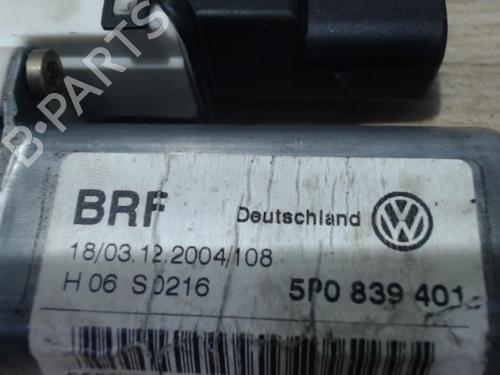 BRF Deutschland
18/03.12.2004/108
H 06 S0216 5P0 839 401
B-PARTS